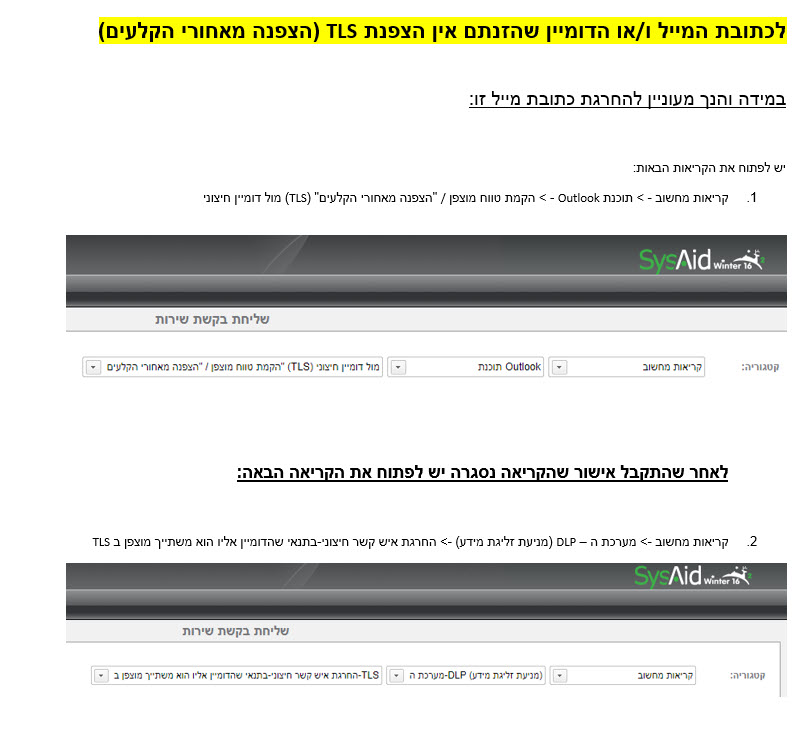 לכתובת המייל ו/או הדומיין שהזנתם אין הצפנת TLS (הצפנה מאחורי הקלעים)
במידה והנך מעוניין להחרגת כתובת מייל זו:
יש לפתוח את הקריאות הבאות:
1. קריאות מחשוב - > תוכנת Outlook - > הקמת טווח מוצפן / "הצפנה מאחורי הקלעים" (TLS) מול דומיין חיצוני
SysAid Winter 16
שליחת בקשת שירות
קטגוריה: קריאות מחשוב Outlook תוכנת מול דומיין חיצוני (TLS) "הקמת טווח מוצפן / "הצפנה מאחורי הקלעים
לאחר שהתקבל אישור שהקריאה נסגרה יש לפתוח את הקריאה הבאה:
2. קריאות מחשוב -> מערכת ה – DLP (מניעת זליגת מידע) -> החרגת איש קשר חיצוני-בתנאי שהדומיין אליו הוא משתייך מוצפן ב TLS
SysAid Winter 16
שליחת בקשת שירות
קטגוריה: קריאות מחשוב (מניעת זליגת מידע) DLP-מערכת ה TLS-החרגת איש קשר חיצוני-בתנאי שהדומיין אליו הוא משתייך מוצפן ב